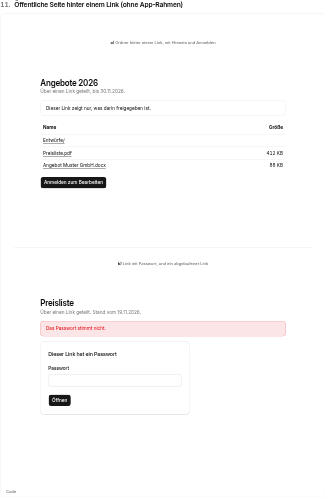 11. Öffentliche Seite hinter einem Link (ohne App-Rahmen)
a) Ordner hinter einem Link, mit Hinweis und Anmelden
Angebote 2026
Über einen Link geteilt, bis 30.11.2026.
Dieser Link zeigt nur, was darin freigegeben ist.
Name Größe
Entwürfe/
Preisliste.pdf 412 KB
Angebot Muster GmbH.docx 88 KB
Anmelden zum Bearbeiten
b) Link mit Passwort, und ein abgelaufener Link
Preisliste
Über einen Link geteilt. Stand vom 19.11.2026.
Das Passwort stimmt nicht.
Dieser Link hat ein Passwort
Passwort
Öffnen
Code